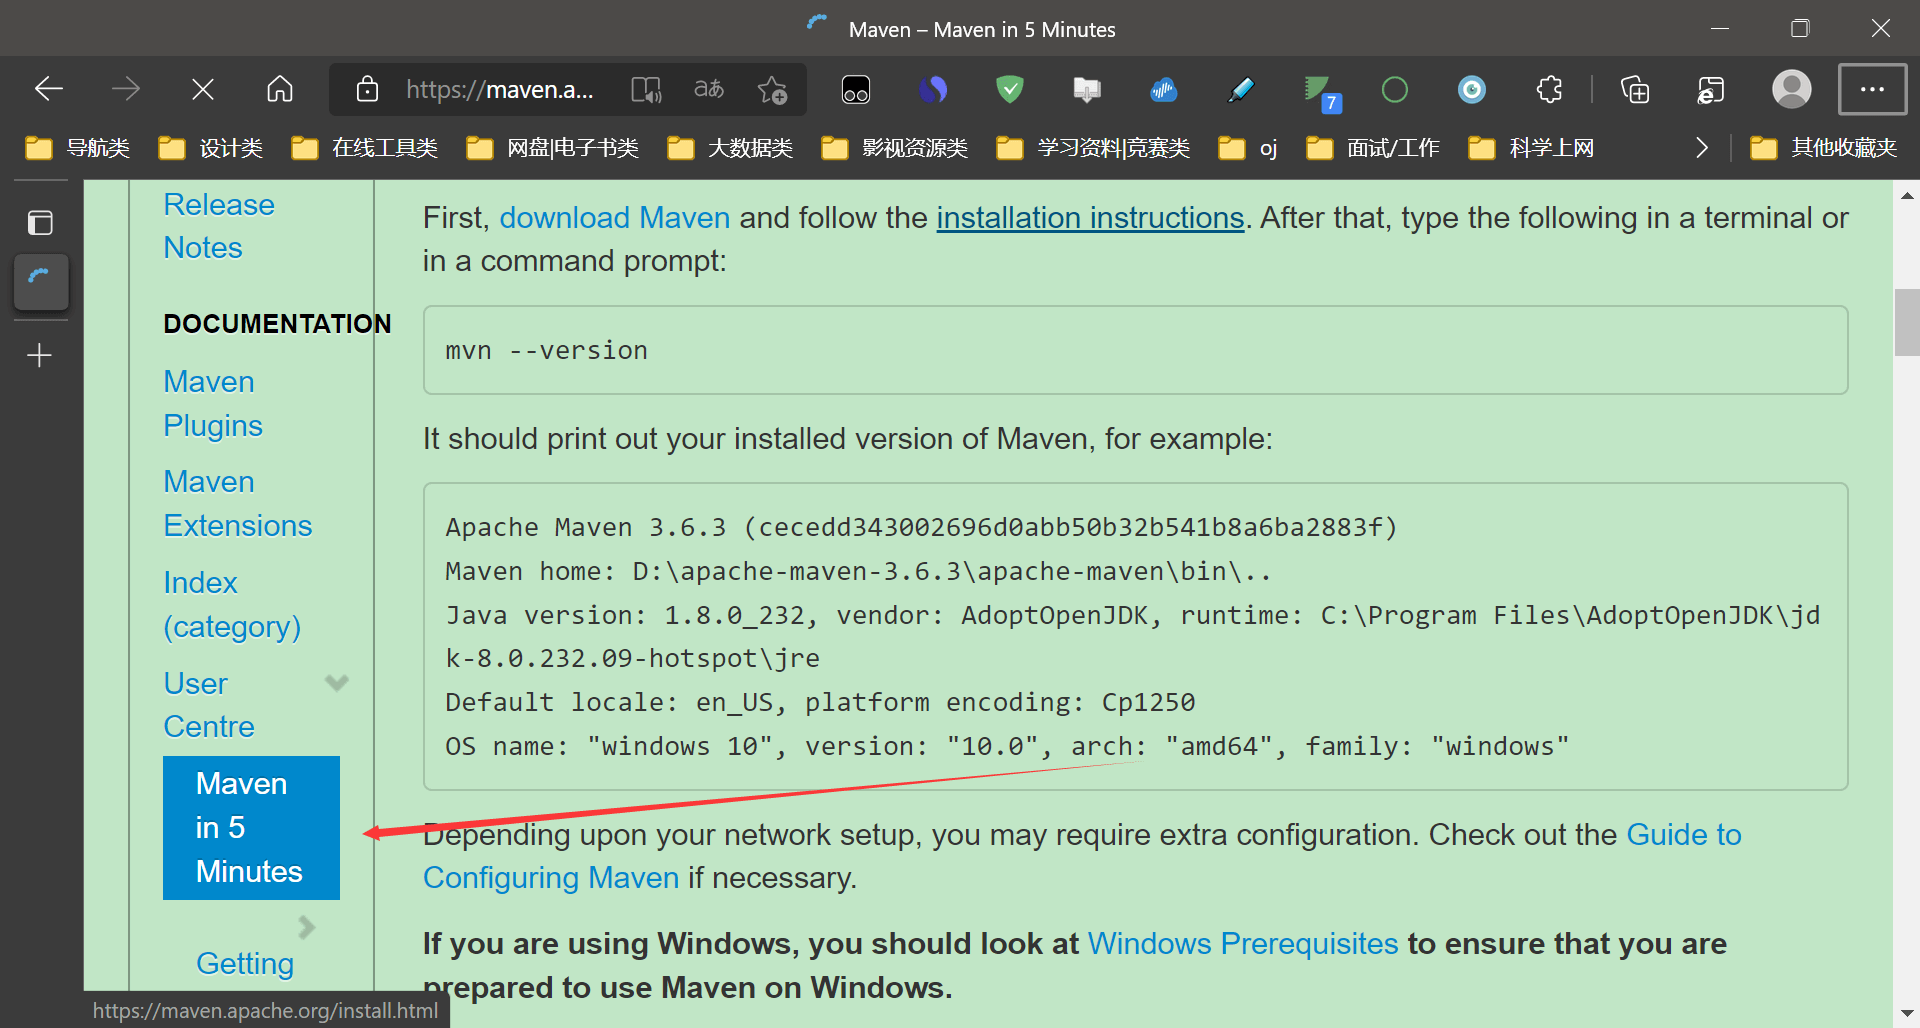 Maven – Maven in 5 Minutes
https://maven.a...
aあ
7
导航类
设计类
在线工具类
网盘|电子书类
大数据类
影视资源类
学习资料|竞赛类
oj
面试/工作
科学上网
其他收藏夹
Release
Notes
DOCUMENTATION
Maven
Plugins
Maven
Extensions
Index
(category)
User
Centre
Maven
in 5
Minutes
Getting
First, download Maven and follow the installation instructions. After that, type the following in a terminal or
in a command prompt:
mvn --version
It should print out your installed version of Maven, for example:
Apache Maven 3.6.3 (cecedd343002696d0abb50b32b541b8a6ba2883f)
Maven home: D:\apache-maven-3.6.3\apache-maven\bin\..
Java version: 1.8.0_232, vendor: AdoptOpenJDK, runtime: C:\Program Files\AdoptOpenJDK\jd
k-8.0.232.09-hotspot\jre
Default locale: en_US, platform encoding: Cp1250
OS name: "windows 10", version: "10.0", arch: "amd64", family: "windows"
Depending upon your network setup, you may require extra configuration. Check out the Guide to
Configuring Maven if necessary.
If you are using Windows, you should look at Windows Prerequisites to ensure that you are
prepared to use Maven on Windows.
https://maven.apache.org/install.html